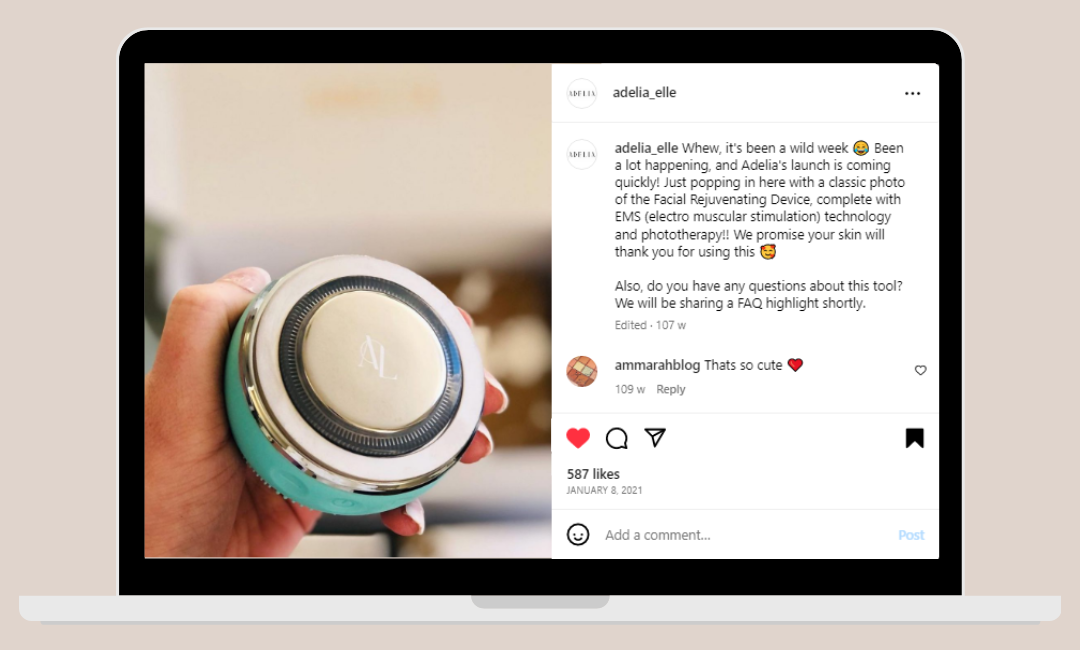 AL
ADELIA
adelia_elle
ADELIA
adelia_elle Whew, it's been a wild week 😂 Been
a lot happening, and Adelia's launch is coming
quickly! Just popping in here with a classic photo
of the Facial Rejuvenating Device, complete with
EMS (electro muscular stimulation) technology
and phototherapy!! We promise your skin will
thank you for using this 🥰
Also, do you have any questions about this tool?
We will be sharing a FAQ highlight shortly.
Edited · 107 w
ammarahblog Thats so cute ❤️
109 w Reply
587 likes
JANUARY 8, 2021
Add a comment... Post